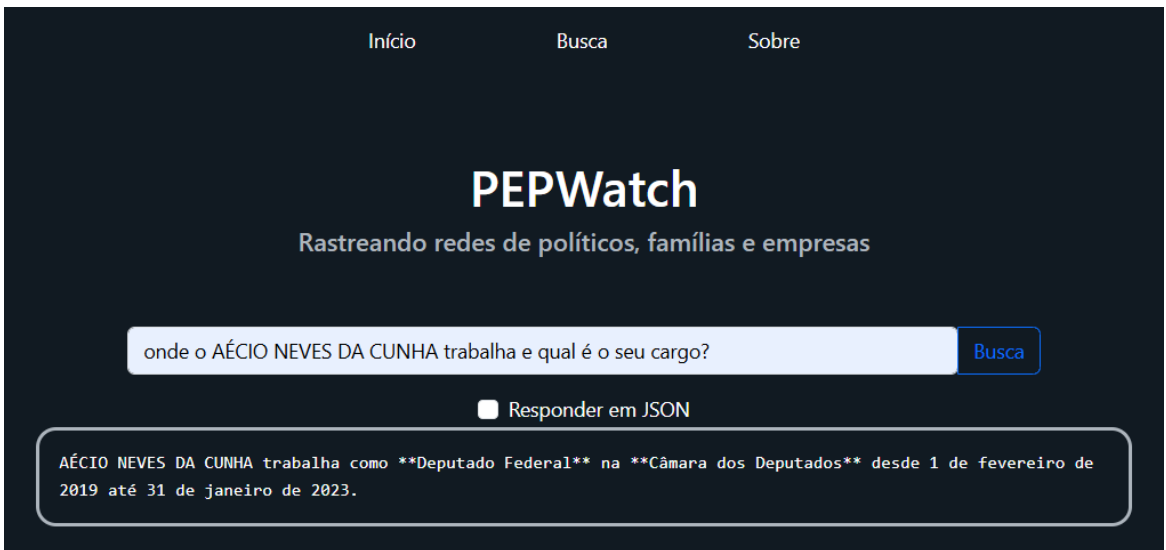 Início Busca Sobre
PEPWatch
Rastreando redes de políticos, famílias e empresas
onde o AÉCIO NEVES DA CUNHA trabalha e qual é o seu cargo? Busca
Responder em JSON
AÉCIO NEVES DA CUNHA trabalha como **Deputado Federal** na **Câmara dos Deputados** desde 1 de fevereiro de
2019 até 31 de janeiro de 2023.